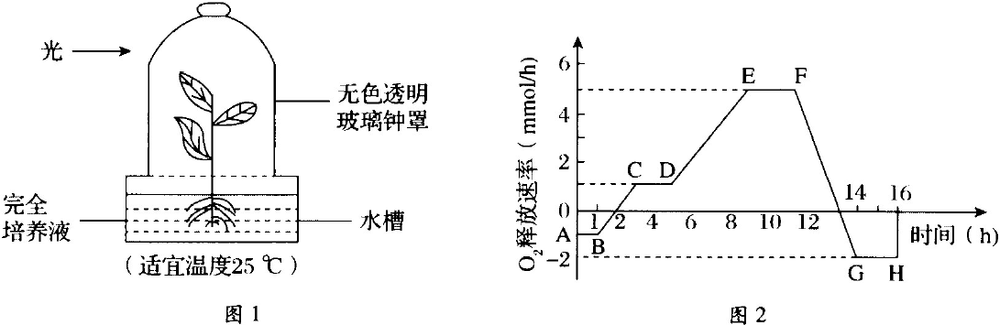 光
无色透明
玻璃钟罩
完全
培养液
水槽
(适宜温度25 ℃)
图1
O₂释放速率(mmol/h)
6
4
2
0
-2
A
B
C
D
E
F
G
H
1
2
4
6
8
10
12
14
16
时间(h)
图2